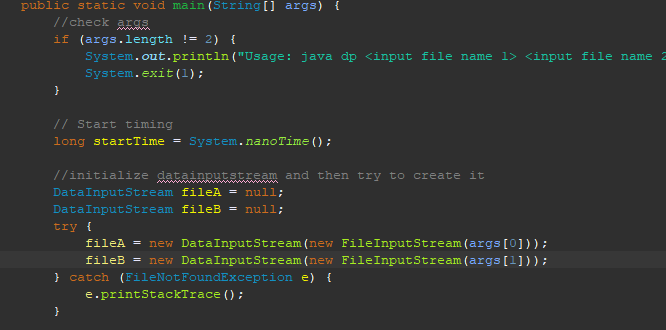 public static void main(String[] args) {
//check args
if (args.length != 2) {
System.out.println("Usage: java dp <input file name 1> <input file name 2
System.exit(1);
}
// Start timing
long startTime = System.nanoTime();
//initialize datainputstream and then try to create it
DataInputStream fileA = null;
DataInputStream fileB = null;
try {
fileA = new DataInputStream(new FileInputStream(args[0]));
fileB = new DataInputStream(new FileInputStream(args[1]));
} catch (FileNotFoundException e) {
e.printStackTrace();
}